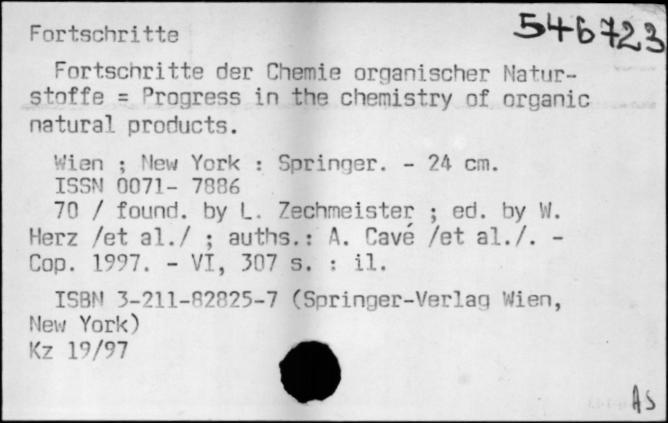 546723
Fortschritte
Fortschritte der Chemie organischer Natur-
stoffe = Progress in the chemistry of organic
natural products.
Wien ; New York : Springer. - 24 cm.
ISSN 0071- 7886
70 / found. by L. Zechmeister ; ed. by W.
Herz /et al./ ; auths.: A. Cavé /et al./. -
Cop. 1997. - VI, 307 s. : il.
ISBN 3-211-82825-7 (Springer-Verlag Wien,
New York)
Kz 19/97
AS